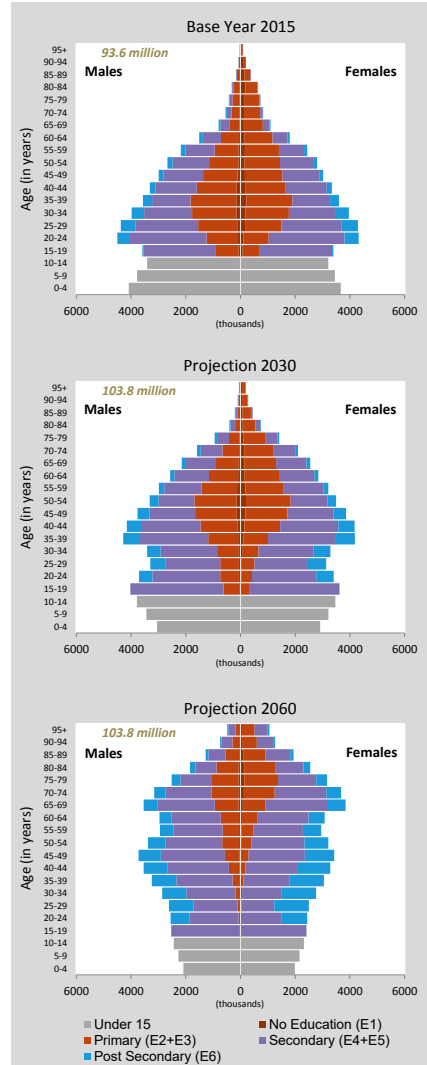 Base Year 2015
93.6 million
Males
Females
Age (in years)
95+
90-94
85-89
80-84
75-79
70-74
65-69
60-64
55-59
50-54
45-49
40-44
35-39
30-34
25-29
20-24
15-19
10-14
5-9
0-4
6000 4000 2000 0 2000 4000 6000
(thousands)
Projection 2030
103.8 million
Males
Females
Age (in years)
95+
90-94
85-89
80-84
75-79
70-74
65-69
60-64
55-59
50-54
45-49
40-44
35-39
30-34
25-29
20-24
15-19
10-14
5-9
0-4
6000 4000 2000 0 2000 4000 6000
(thousands)
Projection 2060
103.8 million
Males
Females
Age (in years)
95+
90-94
85-89
80-84
75-79
70-74
65-69
60-64
55-59
50-54
45-49
40-44
35-39
30-34
25-29
20-24
15-19
10-14
5-9
0-4
6000 4000 2000 0 2000 4000 6000
(thousands)
Under 15 No Education (E1)
Primary (E2+E3) Secondary (E4+E5)
Post Secondary (E6)